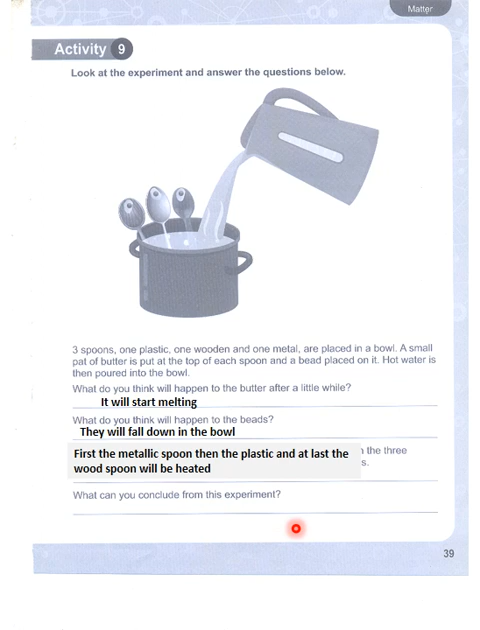 Matter
Activity 9
Look at the experiment and answer the questions below.
3 spoons, one plastic, one wooden and one metal, are placed in a bowl. A small
pat of butter is put at the top of each spoon and a bead placed on it. Hot water is
then poured into the bowl.
What do you think will happen to the butter after a little while?
It will start melting
What do you think will happen to the beads?
They will fall down in the bowl
First the metallic spoon then the plastic and at last the
wood spoon will be heated
the three
What can you conclude from this experiment?
39